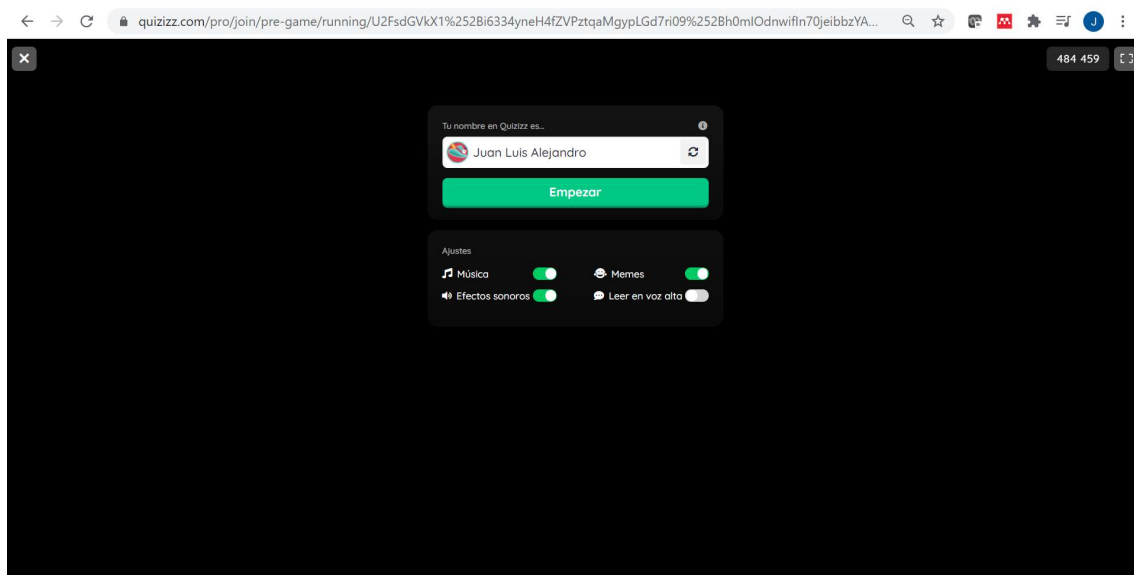 quizizz.com/pro/join/pre-game/running/U2FsdGVkX1%252Bi6334yneH4fZVPztqaMgypLGd7ri09%252Bh0mIOdnwifIn70jeibbzYA...
J
484 459
Tu nombre en Quizizz es...
Juan Luis Alejandro
Empezar
Ajustes
Música
Memes
Efectos sonoros
Leer en voz alta